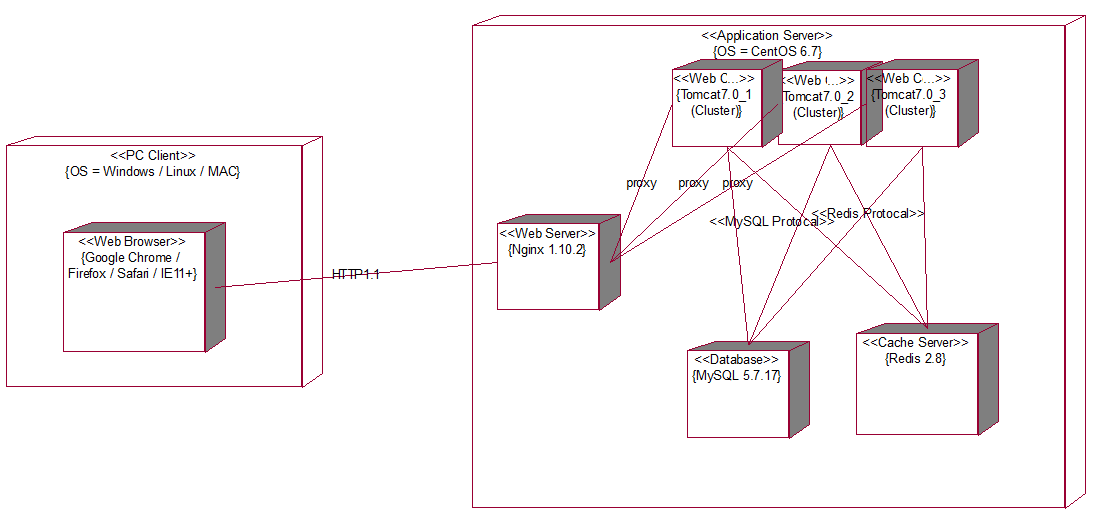 <<Application Server>>
{OS = CentOS 6.7}
<<Web C...>>
{Tomcat7.0_1
(Cluster)}
<<Web C...>>
Tomcat7.0_2
(Cluster)}
<<Web C...>>
{Tomcat7.0_3
(Cluster)}
<<PC Client>>
{OS = Windows / Linux / MAC}
<<Web Browser>>
{Google Chrome /
Firefox / Safari / IE11+}
HTTP1.1
<<Web Server>>
{Nginx 1.10.2}
proxy
proxy
proxy
<<MySQL Protocal>>
<<Redis Protocal>>
<<Database>>
{MySQL 5.7.17}
<<Cache Server>>
{Redis 2.8}